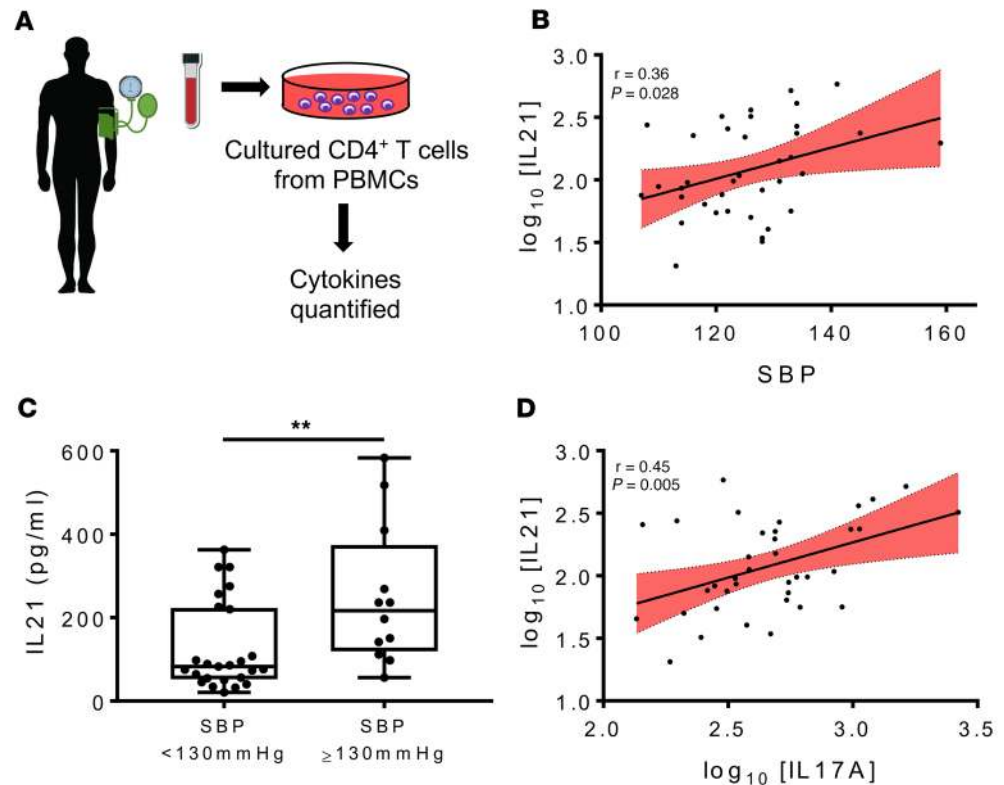 A
Cultured CD4+ T cells
from PBMCs
Cytokines
quantified
B
r = 0.36
P = 0.028
log10 [IL21]
3.0
2.5
2.0
1.5
1.0
100
120
140
160
SBP
C
**
IL21 (pg/ml)
600
400
200
0
SBP
<130mmHg
SBP
≥130mmHg
D
r = 0.45
P = 0.005
log10 [IL21]
3.0
2.5
2.0
1.5
1.0
2.0
2.5
3.0
3.5
log10 [IL17A]